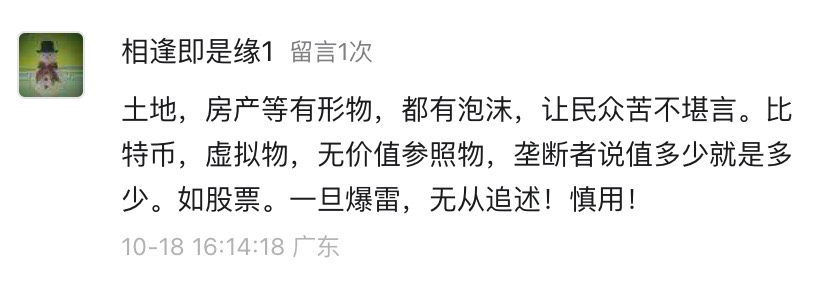 相逢即是缘1 留言1次
土地，房产等有形物，都有泡沫，让民众苦不堪言。比
特币，虚拟物，无价值参照物，垄断者说值多少就是多
少。如股票。一旦爆雷，无从追述！慎用！
10-18 16:14:18 广东